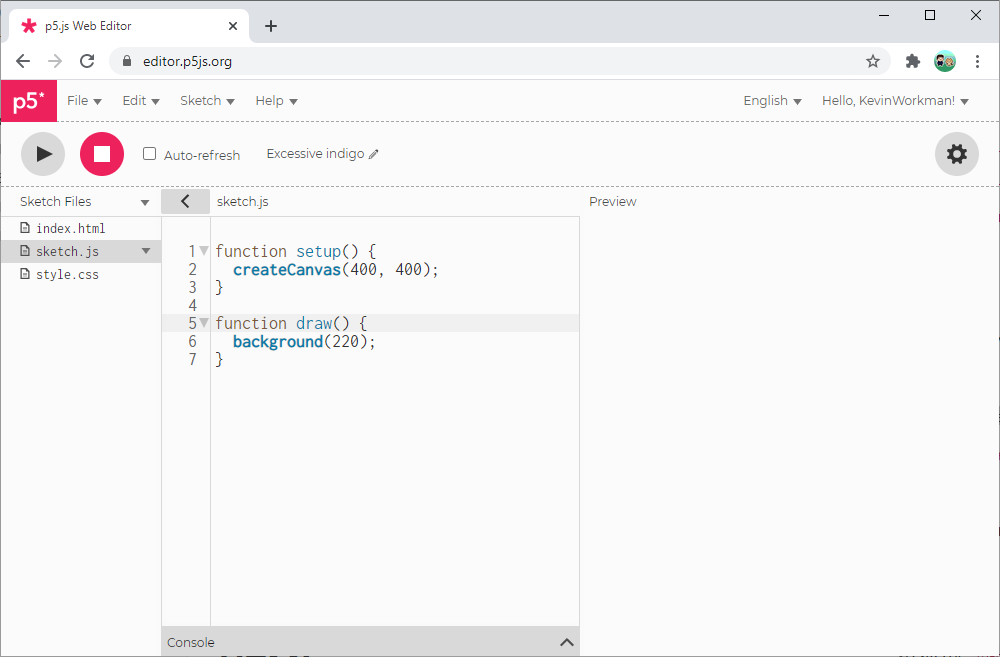 p5.js Web Editor
editor.p5js.org
p5* File Edit Sketch Help English Hello, KevinWorkman!
Auto-refresh Excessive indigo
Sketch Files sketch.js Preview
index.html
sketch.js
style.css
1 function setup() {
2   createCanvas(400, 400);
3 }
4
5 function draw() {
6   background(220);
7 }
Console